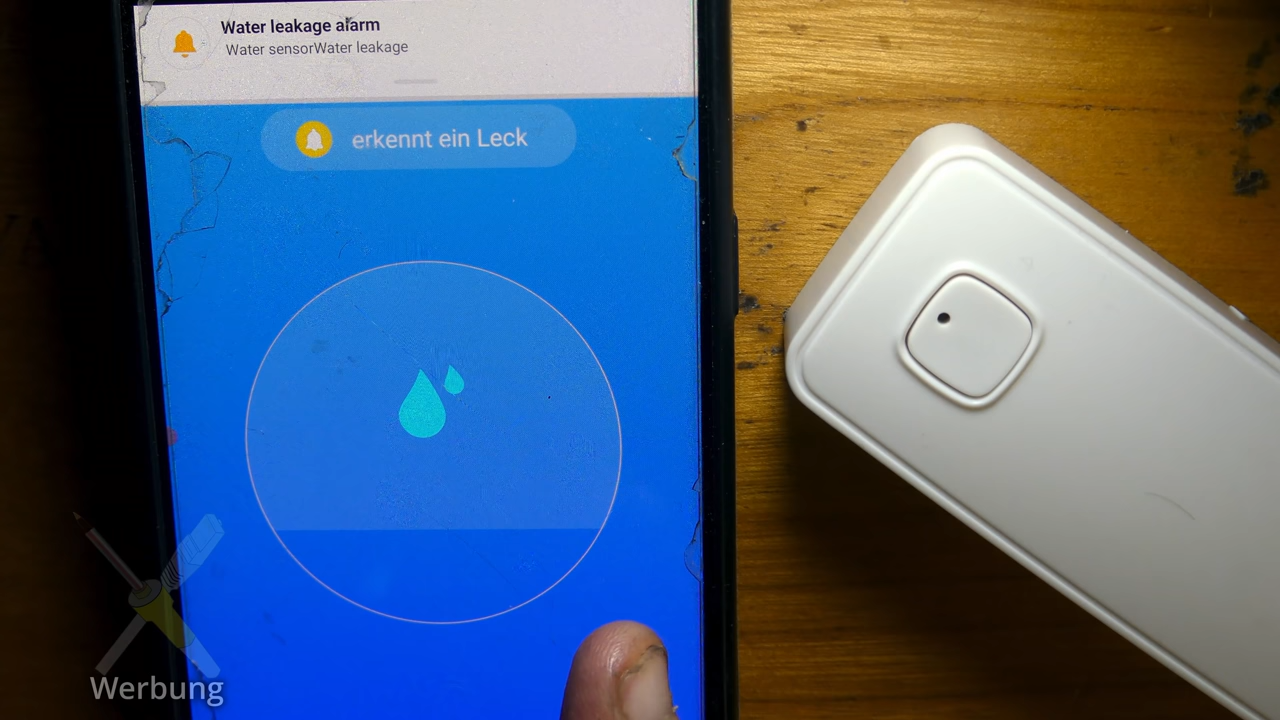 Water leakage alarm
Water sensorWater leakage
erkennt ein Leck
Werbung